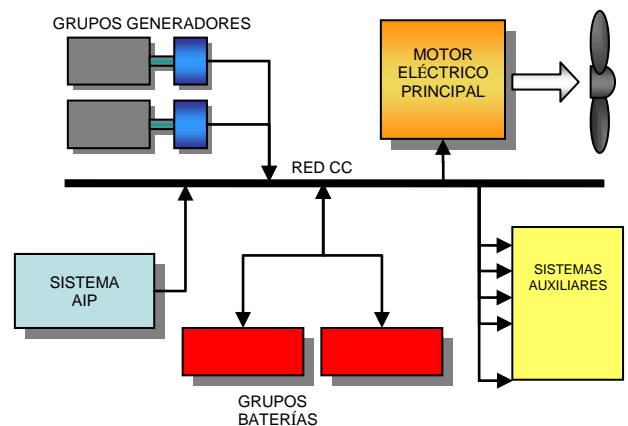 GRUPOS GENERADORES
MOTOR
ELÉCTRICO
PRINCIPAL
RED CC
SISTEMA
AIP
SISTEMAS
AUXILIARES
GRUPOS
BATERÍAS